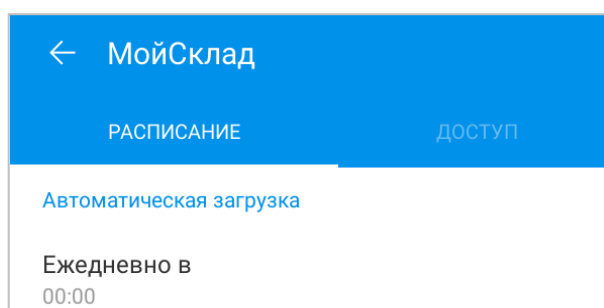 МойСклад
РАСПИСАНИЕ ДОСТУП
Автоматическая загрузка
Ежедневно в
00:00